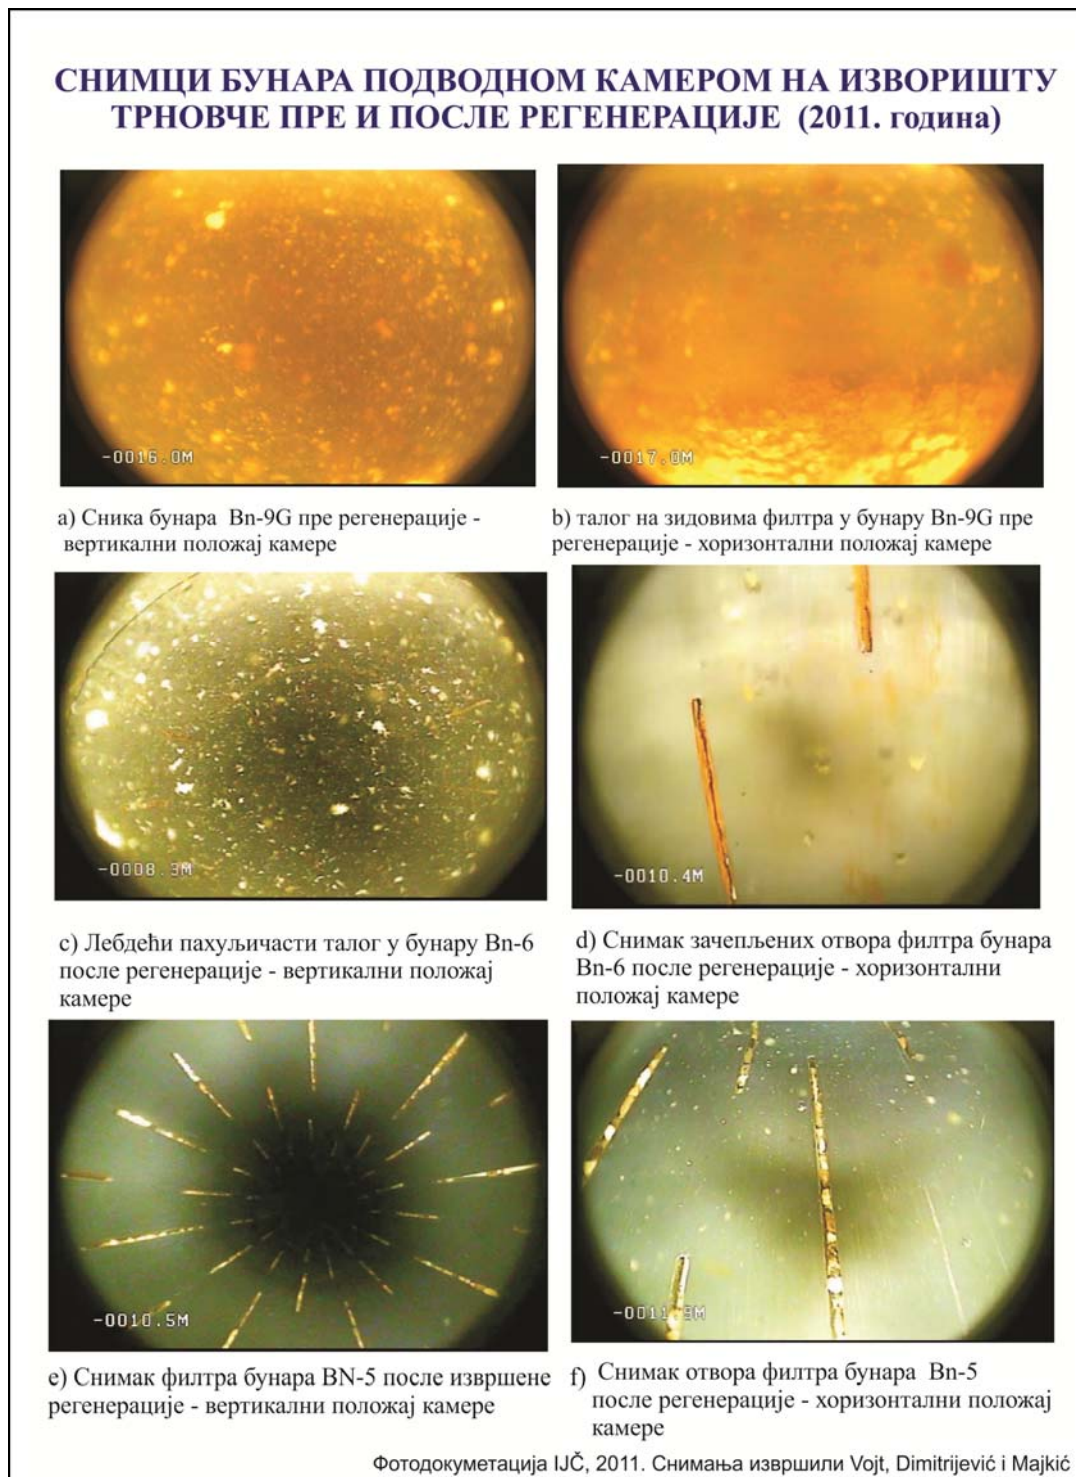 СНИМЦИ БУНАРА ПОДВОДНОМ КАМЕРОМ НА ИЗВОРИШТУ
ТРНОВЧЕ ПРЕ И ПОСЛЕ РЕГЕНЕРАЦИЈЕ (2011. година)
-0016.0M
-0017.0M
a) Сника бунара Bn-9G пре регенерације -
вертикални положај камере
b) талог на зидовима филтра у бунару Bn-9G пре
регенерације - хоризонтални положај камере
-0008.3M
-0010.4M
c) Лебдећи пахуљичасти талог у бунару Bn-6
после регенерације - вертикални положај
камере
d) Снимак зачепљених отвора филтра бунара
Bn-6 после регенерације - хоризонтални
положај камере
-0010.5M
-0011.9M
e) Снимак филтра бунара BN-5 после извршене
регенерације - вертикални положај камере
f) Снимак отвора филтра бунара Bn-5
после регенерације - хоризонтални положај
камере
Фотодокуметација IJČ, 2011. Снимања извршили Vojt, Dimitrijević i Majkić